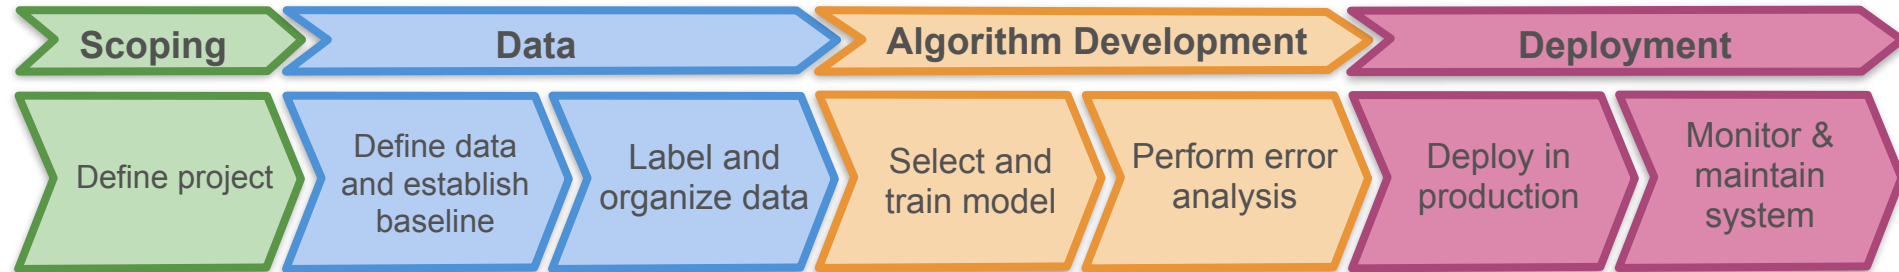 Scoping
Data
Algorithm Development
Deployment
Define project
Define data
and establish
baseline
Label and
organize data
Select and
train model
Perform error
analysis
Deploy in
production
Monitor &
maintain
system